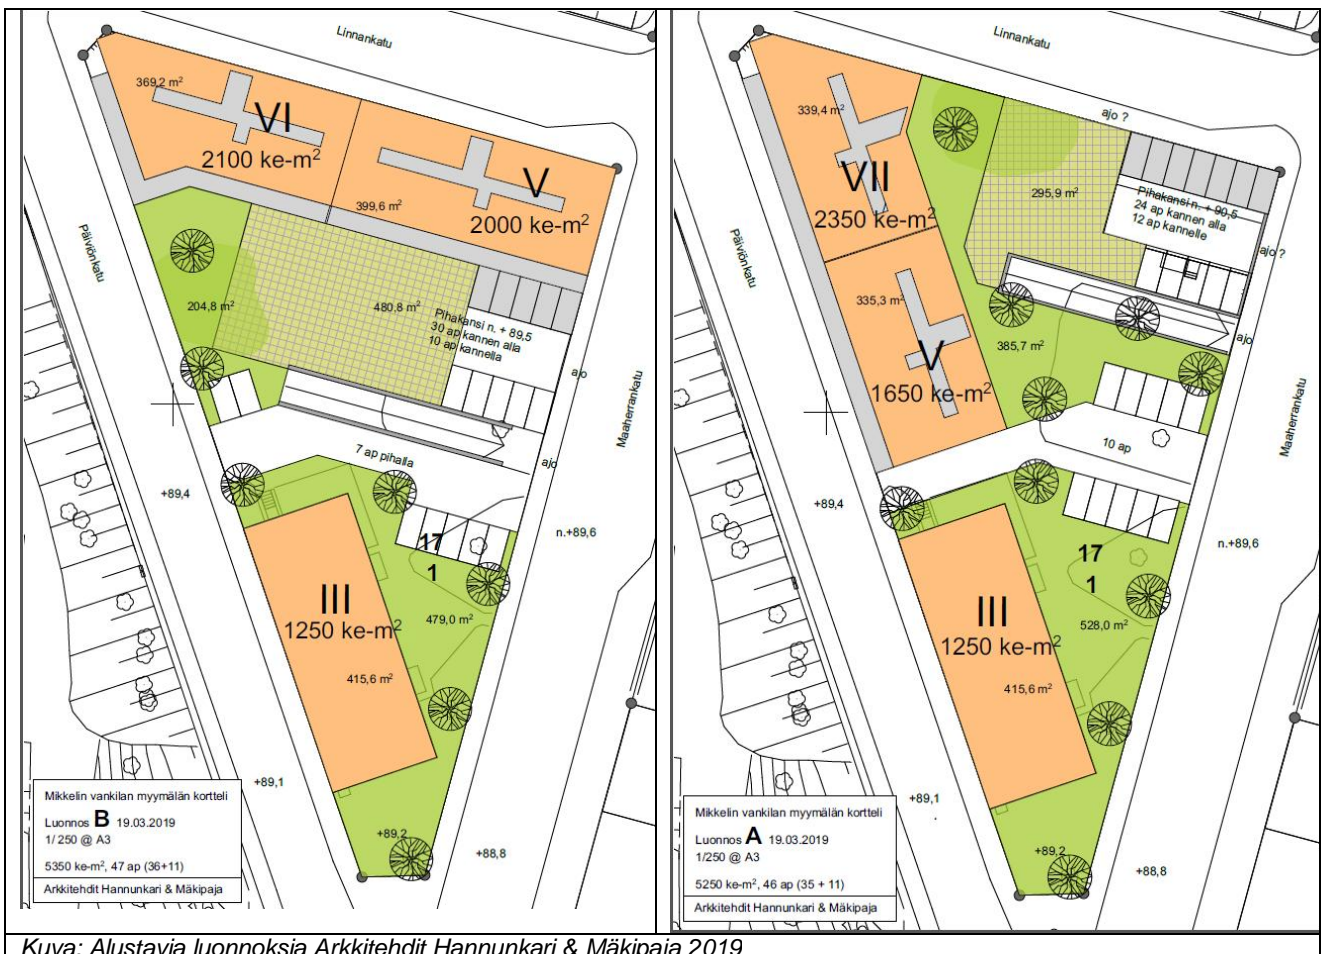 Linnankatu
369,2 m²
VI
2100 ke-m²
V
399,6 m²
2000 ke-m²
Päiviönkatu
204,8 m²
480,8 m²
Pihakansi n. + 89,5
30 ap kannen alla
10 ap kannella
ajo
Maaherrankatu
7 ap pihalla
ajo
+89,4
n.+89,6
17
1
III
1250 ke-m²
479,0 m²
415,6 m²
+89,1
+89,2
+88,8
Mikkelin vankilan myymälän kortteli
Luonnos B 19.03.2019
1/ 250 @ A3
5350 ke-m², 47 ap (36+11)
Arkkitehdit Hannunkari & Mäkipaja
Linnankatu
339,4 m²
ajo ?
VII
2350 ke-m²
295,9 m²
Pihakansi n. + 90,5
24 ap kannen alla
12 ap kannelle
ajo ?
Päiviönkatu
335,3 m²
385,7 m²
ajo
V
1650 ke-m²
Maaherrankatu
10 ap
+89,4
n.+89,6
17
1
III
1250 ke-m²
528,0 m²
415,6 m²
+89,1
+89,2
+88,8
Mikkelin vankilan myymälän kortteli
Luonnos A 19.03.2019
1/250 @ A3
5250 ke-m², 46 ap (35 + 11)
Arkkitehdit Hannunkari & Mäkipaja
Kuva: Alustavia luonnoksia Arkkitehdit Hannunkari & Mäkipaja 2019